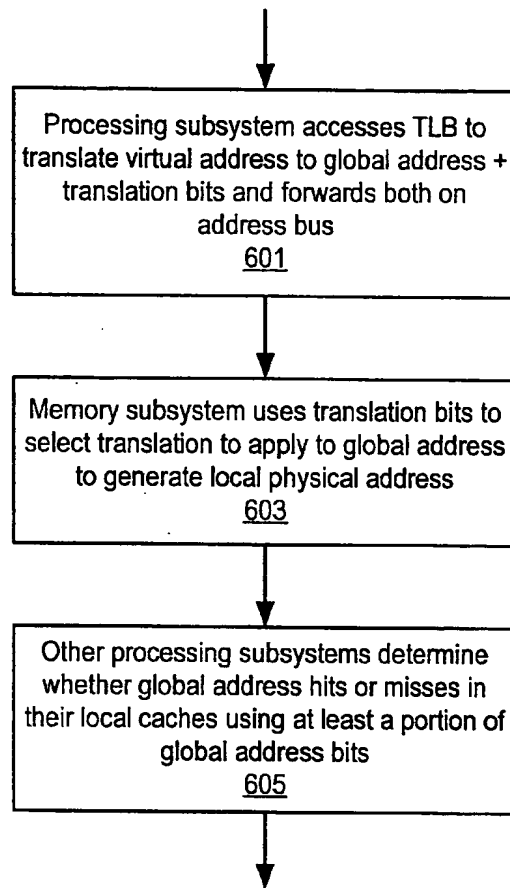 Processing subsystem accesses TLB to
translate virtual address to global address +
translation bits and forwards both on
address bus
601
Memory subsystem uses translation bits to
select translation to apply to global address
to generate local physical address
603
Other processing subsystems determine
whether global address hits or misses in
their local caches using at least a portion of
global address bits
605